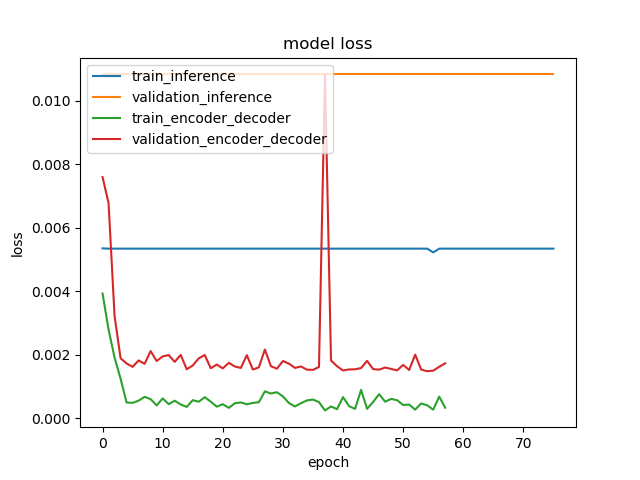 model loss
train_inference
validation_inference
train_encoder_decoder
validation_encoder_decoder
loss
0.010
0.008
0.006
0.004
0.002
0.000
0 10 20 30 40 50 60 70
epoch